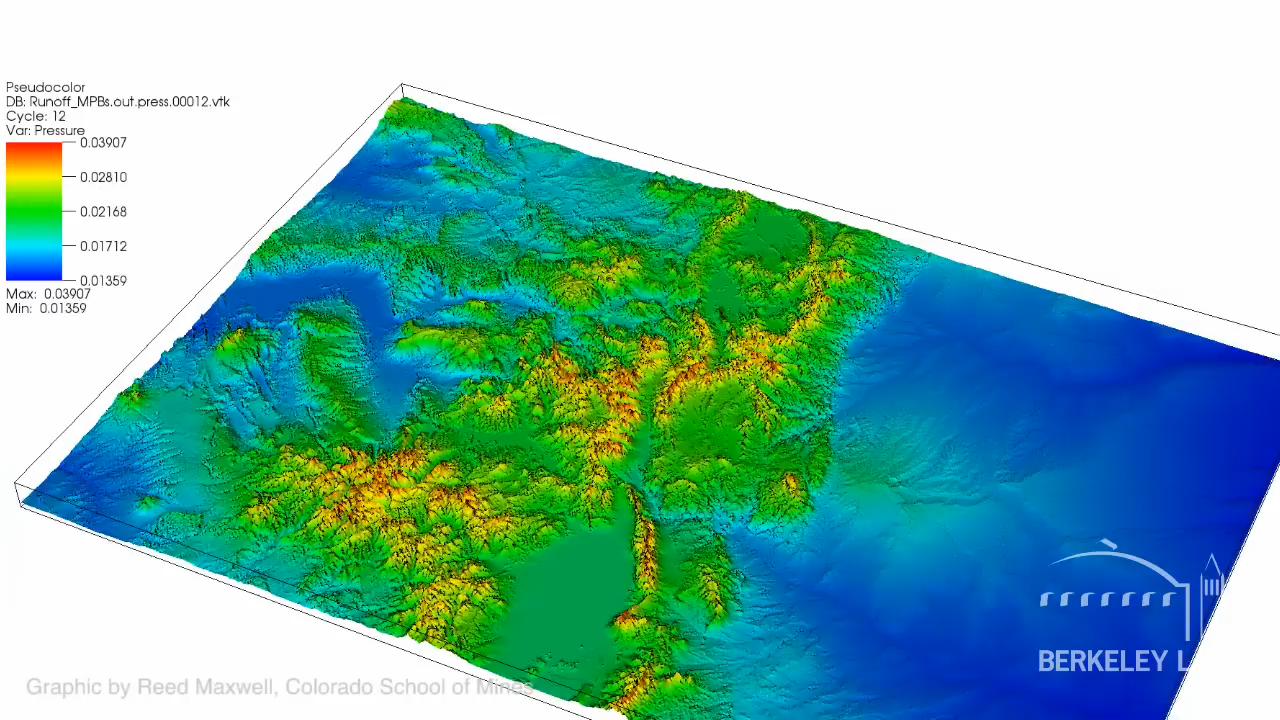 Pseudocolor
DB: Runoff_MPBs.out.press.00012.vtk
Cycle: 12
Var: Pressure
0.03907
0.02810
0.02168
0.01712
0.01359
Max: 0.03907
Min: 0.01359
BERKELEY L
Graphic by Reed Maxwell, Colorado School of Mines